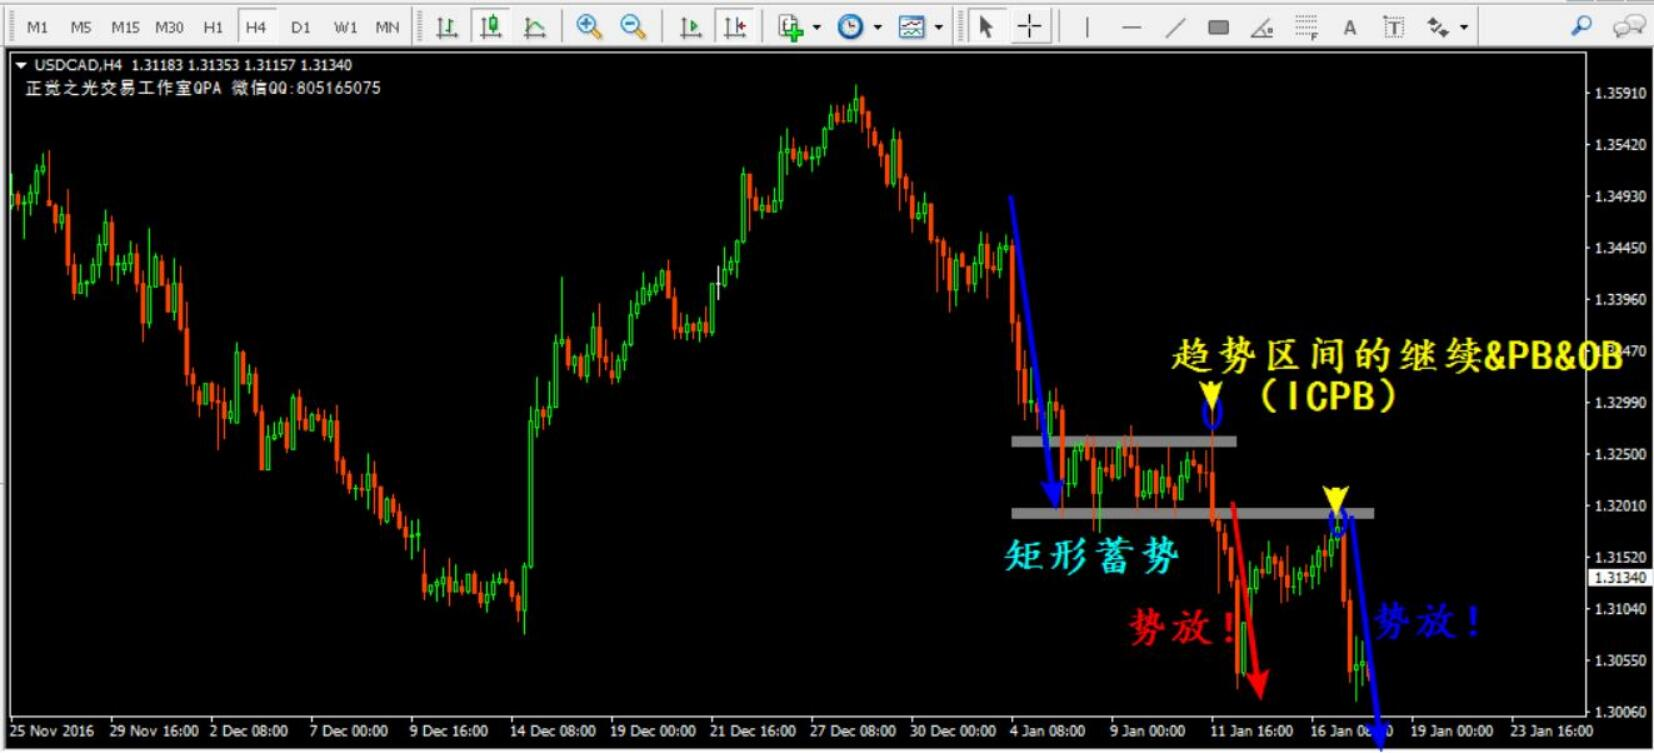 M1 M5 M15 M30 H1 H4 D1 W1 MN
USDCAD,H4 1.31183 1.31353 1.31157 1.31340
正觉之光交易工作室QPA 微信QQ:805165075
1.35910
1.35420
1.34930
1.34450
1.33960
趋势区间的继续&PB&OB
(ICPB)
1.32990
1.32500
1.32010
矩形蓄势
1.31520
1.31340
1.31040
势放!
势放!
1.30550
1.30060
25 Nov 2016 29 Nov 16:00 2 Dec 08:00 7 Dec 00:00 9 Dec 16:00 14 Dec 08:00 19 Dec 00:00 21 Dec 16:00 27 Dec 08:00 30 Dec 00:00 4 Jan 08:00 9 Jan 00:00 11 Jan 16:00 16 Jan 19 Jan 00:00 23 Jan 16:00